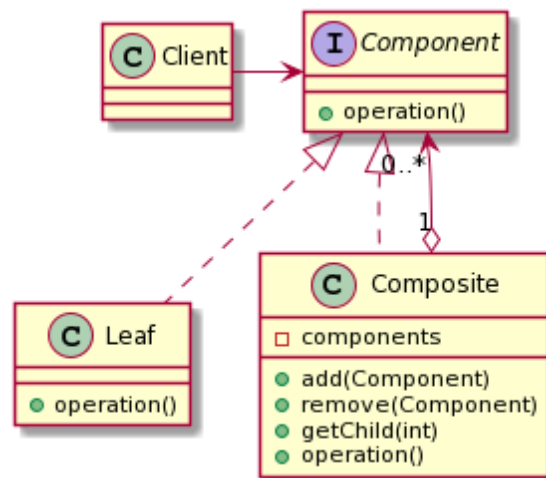 C Client
I Component
operation()
0..*
1
C Leaf
operation()
C Composite
components
add(Component)
remove(Component)
getChild(int)
operation()